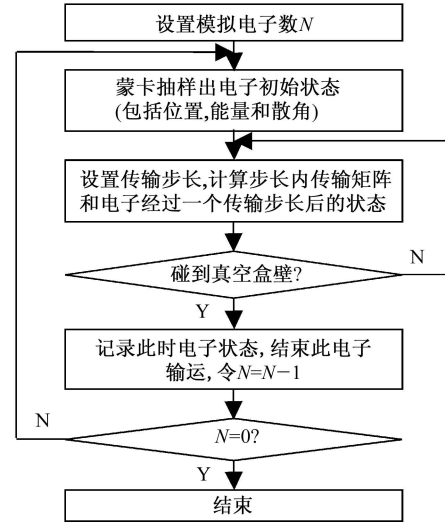 设置模拟电子数N
蒙卡抽样出电子初始状态
(包括位置,能量和散角)
设置传输步长,计算步长内传输矩阵
和电子经过一个传输步长后的状态
碰到真空盒壁?
N
Y
记录此时电子状态, 结束此电子
输运, 令N=N−1
N
N=0?
Y
结束